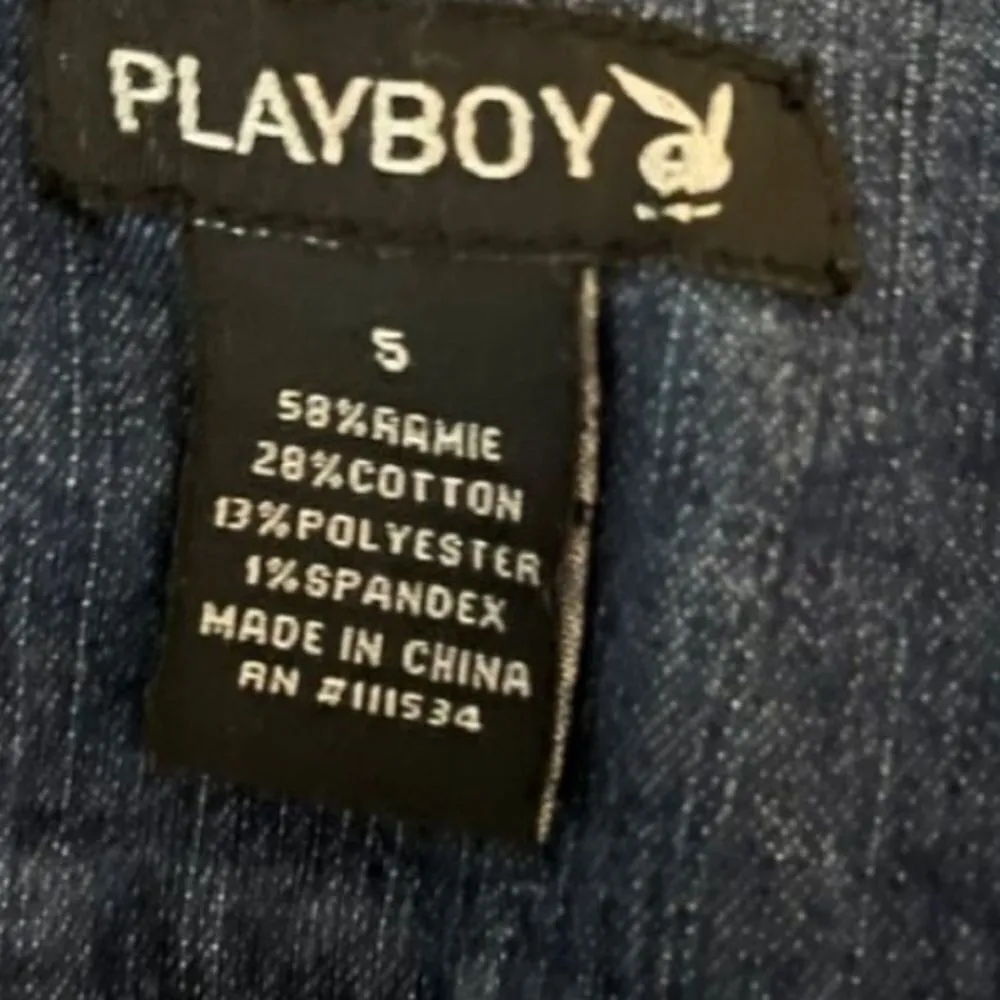 PLAYBOY
5
58%RAMIE
28%COTTON
13%POLYESTER
1%SPANDEX
MADE IN CHINA
RN #111534